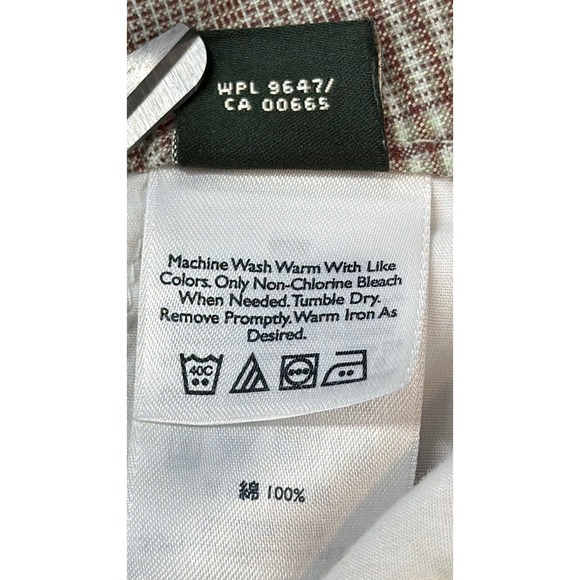 WPL 9647/
CA 00665
Machine Wash Warm With Like
Colors. Only Non-Chlorine Bleach
When Needed. Tumble Dry.
Remove Promptly. Warm Iron As
Desired.
40C
綿 100%